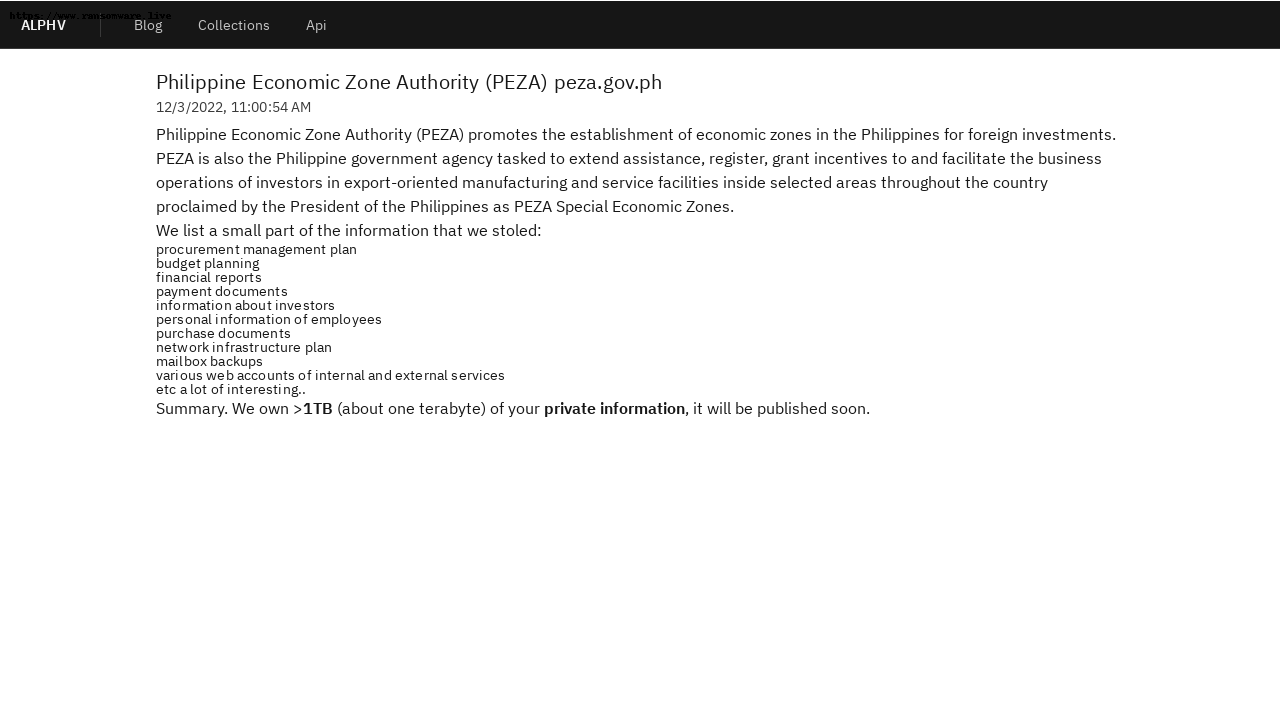 https://www.ransomware.live
ALPHV
Blog
Collections
Api
Philippine Economic Zone Authority (PEZA) peza.gov.ph
12/3/2022, 11:00:54 AM
Philippine Economic Zone Authority (PEZA) promotes the establishment of economic zones in the Philippines for foreign investments.
PEZA is also the Philippine government agency tasked to extend assistance, register, grant incentives to and facilitate the business
operations of investors in export-oriented manufacturing and service facilities inside selected areas throughout the country
proclaimed by the President of the Philippines as PEZA Special Economic Zones.
We list a small part of the information that we stoled:
procurement management plan
budget planning
financial reports
payment documents
information about investors
personal information of employees
purchase documents
network infrastructure plan
mailbox backups
various web accounts of internal and external services
etc a lot of interesting..
Summary. We own >1TB (about one terabyte) of your private information, it will be published soon.